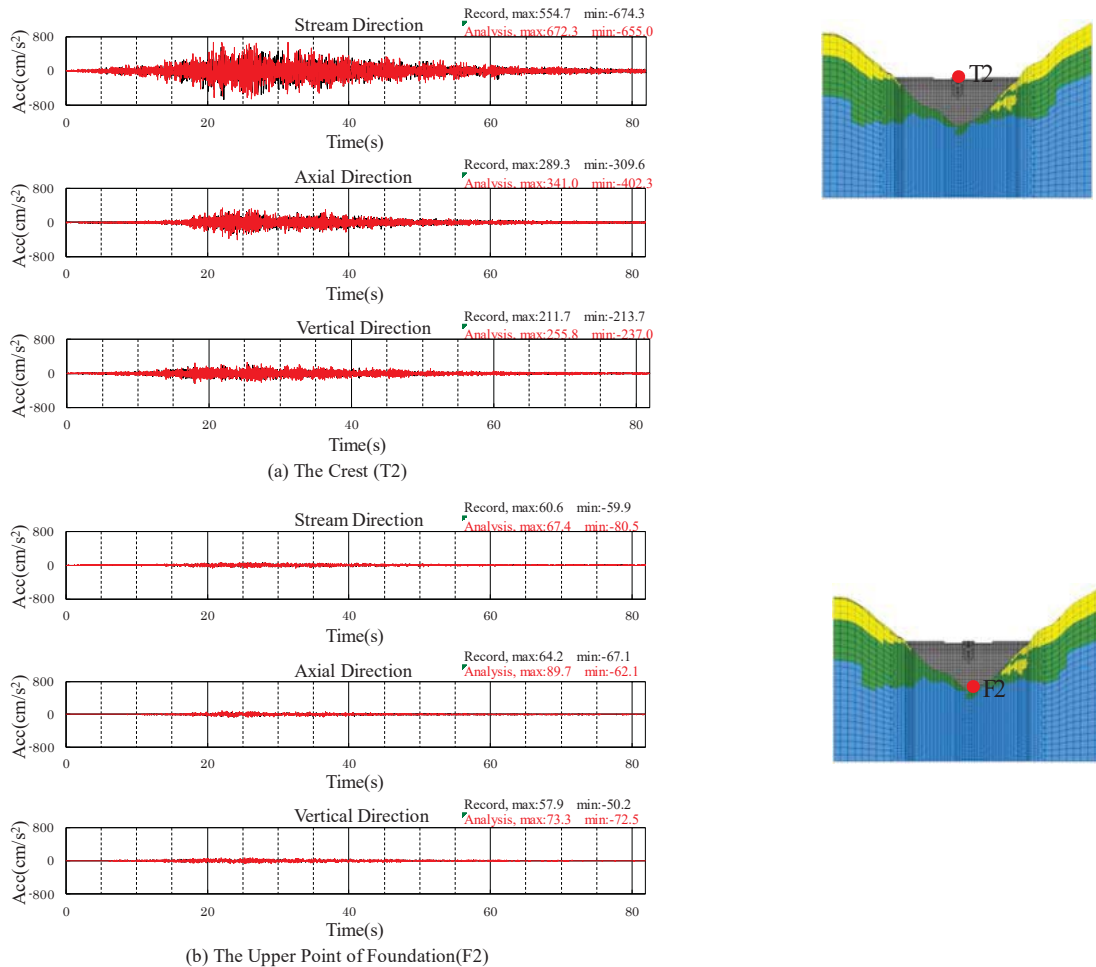 Stream Direction
Record, max:554.7 min:-674.3
Analysis, max:672.3 min:-655.0
800
0
-800
Acc(cm/s²)
0 20 40 60 80
Time(s)
T2
Axial Direction
Record, max:289.3 min:-309.6
Analysis, max:341.0 min:-402.3
800
0
-800
Acc(cm/s²)
0 20 40 60 80
Time(s)
Vertical Direction
Record, max:211.7 min:-213.7
Analysis, max:255.8 min:-237.0
800
0
-800
Acc(cm/s²)
0 20 40 60 80
Time(s)
(a) The Crest (T2)
Stream Direction
Record, max:60.6 min:-59.9
Analysis, max:67.4 min:-80.5
800
0
-800
Acc(cm/s²)
0 20 40 60 80
Time(s)
Axial Direction
Record, max:64.2 min:-67.1
Analysis, max:89.7 min:-62.1
800
0
-800
Acc(cm/s²)
0 20 40 60 80
Time(s)
F2
Vertical Direction
Record, max:57.9 min:-50.2
Analysis, max:73.3 min:-72.5
800
0
-800
Acc(cm/s²)
0 20 40 60 80
Time(s)
(b) The Upper Point of Foundation(F2)